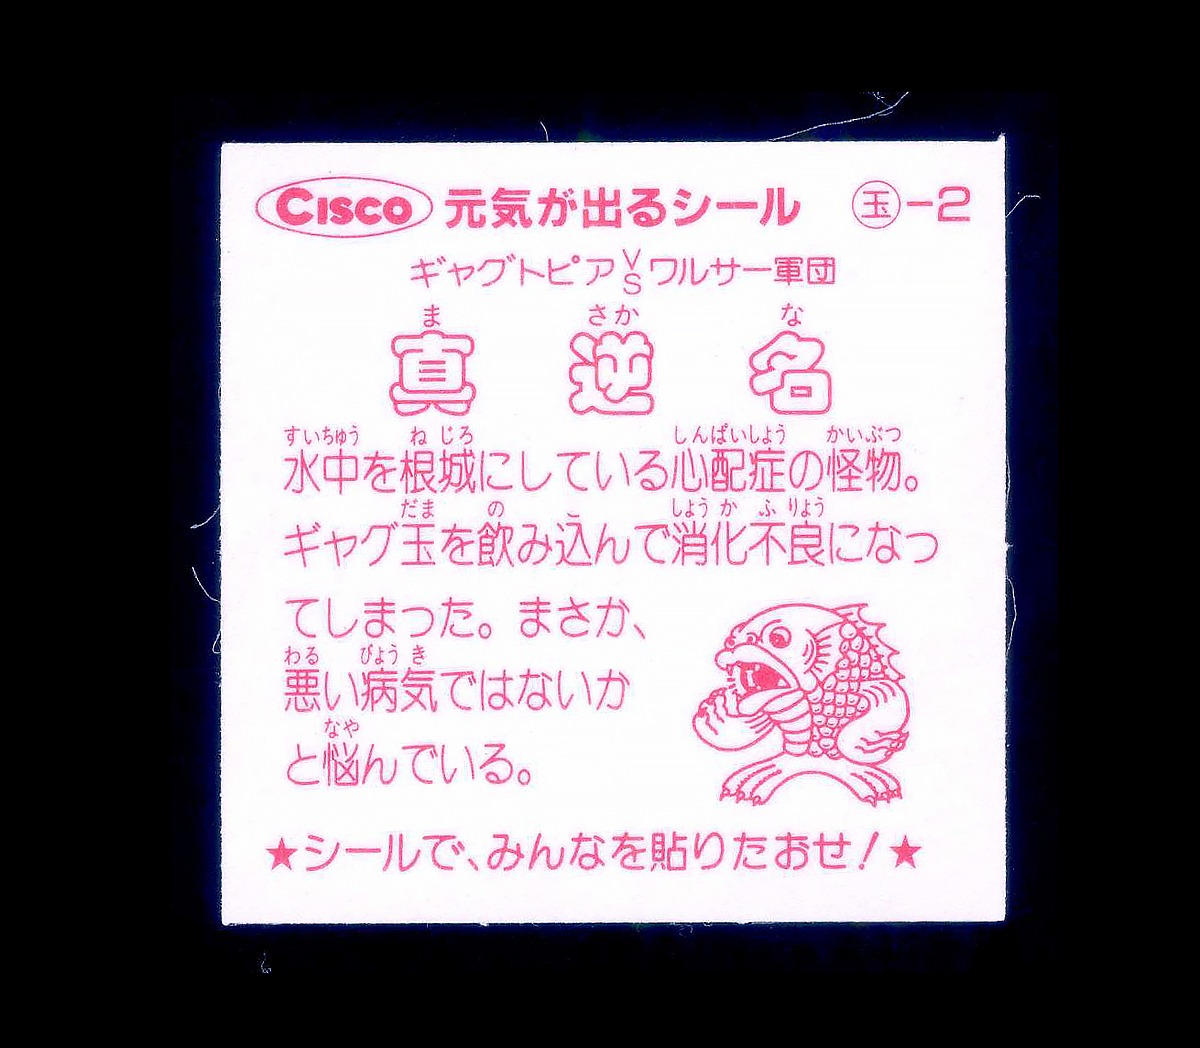 CISCO 元気が出るシール 玉-2
ギャグトピアVSワルサー軍団
ま さか な
真 逆 名
すいちゅう ね じろ しんぱいしょう かいぶつ
水中を根城にしている心配症の怪物。
だま の こ しょう か ふ りょう
ギャグ玉を飲み込んで消化不良になっ
てしまった。まさか、
わる びょう き
悪い病気ではないか
なや
と悩んでいる。
★シールで、みんなを貼りたおせ！★